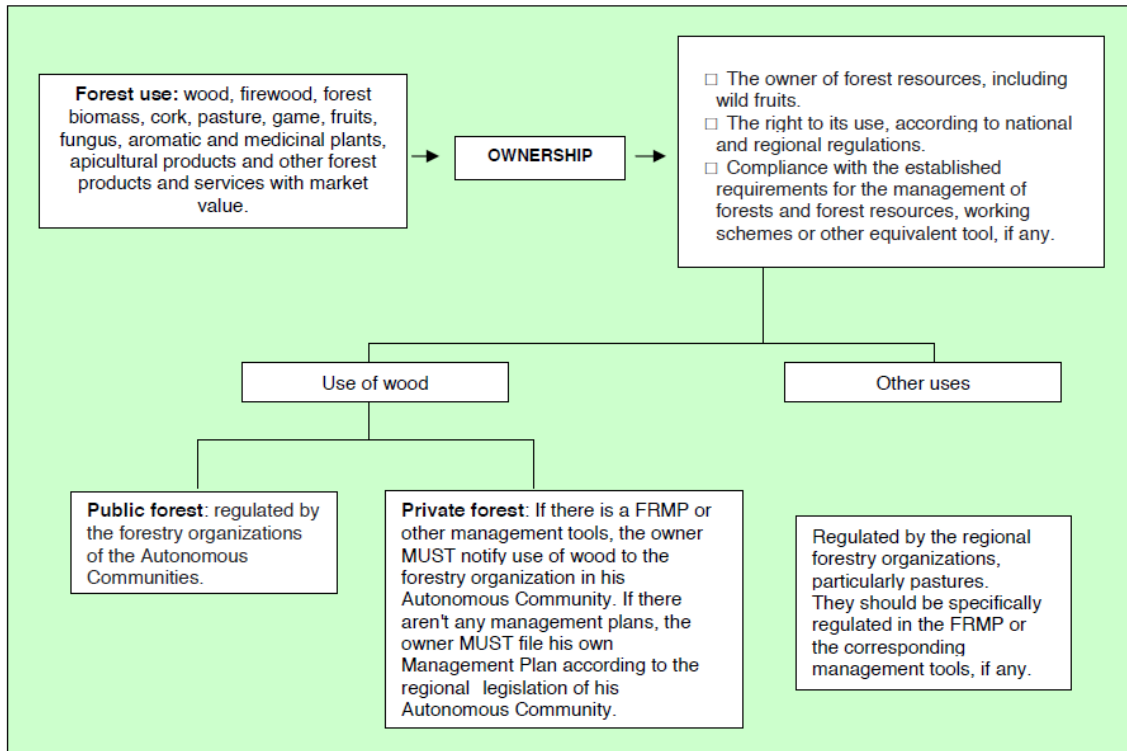 Forest use: wood, firewood, forest
biomass, cork, pasture, game, fruits,
fungus, aromatic and medicinal plants,
apicultural products and other forest
products and services with market
value.
OWNERSHIP
□ The owner of forest resources, including
wild fruits.
□ The right to its use, according to national
and regional regulations.
□ Compliance with the established
requirements for the management of
forests and forest resources, working
schemes or other equivalent tool, if any.
Use of wood
Other uses
Public forest: regulated by
the forestry organizations
of the Autonomous
Communities.
Private forest: If there is a FRMP or
other management tools, the owner
MUST notify use of wood to the
forestry organization in his
Autonomous Community. If there
aren't any management plans, the
owner MUST file his own
Management Plan according to the
regional legislation of his
Autonomous Community.
Regulated by the regional
forestry organizations,
particularly pastures.
They should be specifically
regulated in the FRMP or
the corresponding
management tools, if any.